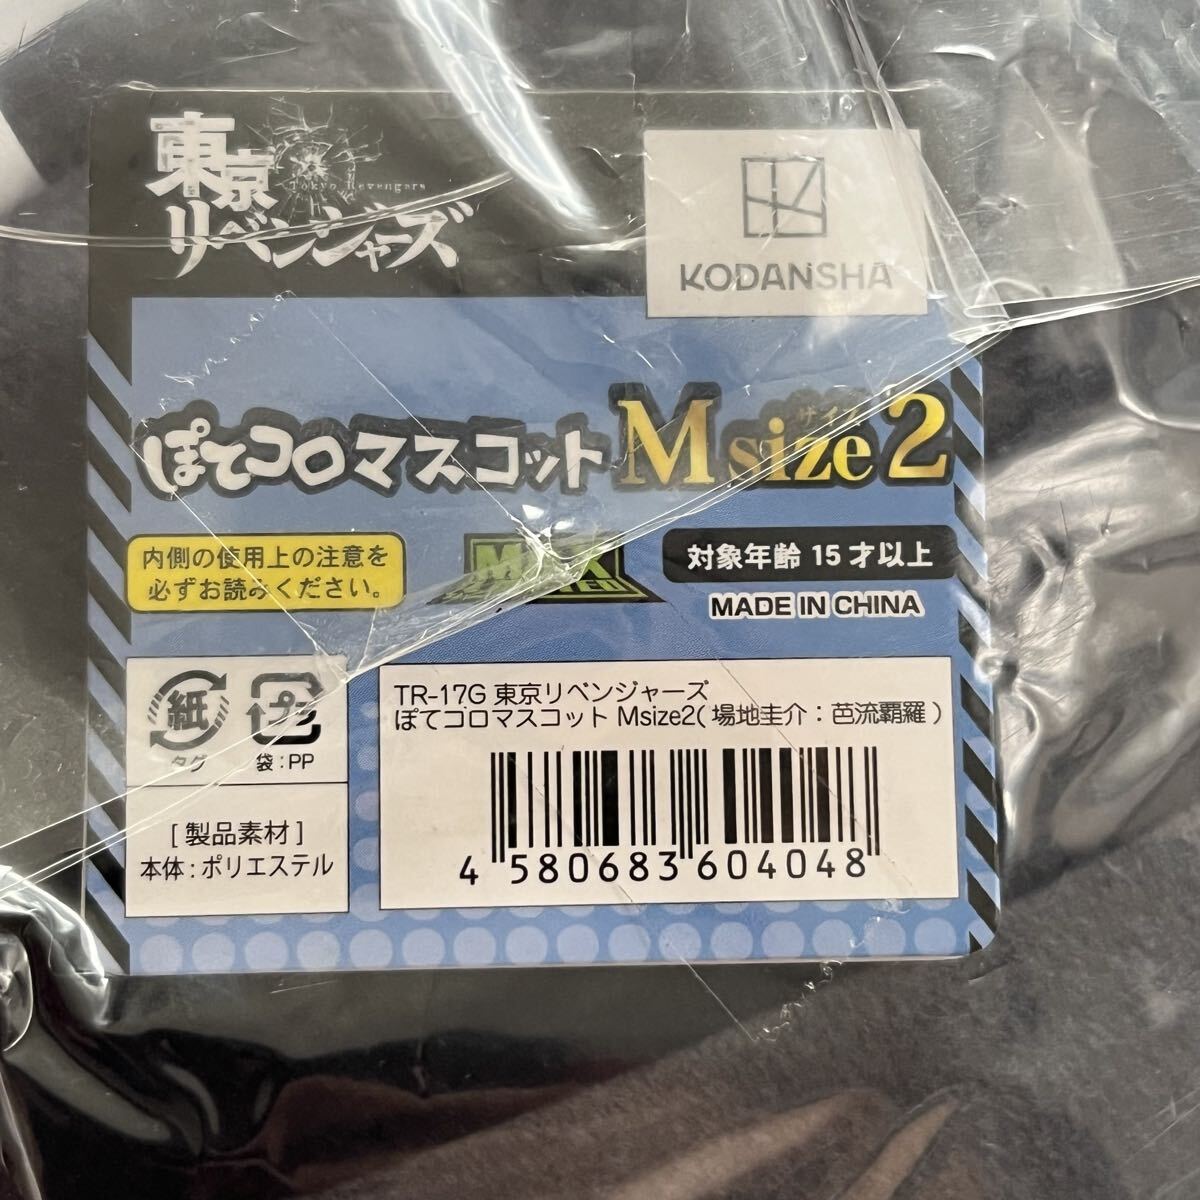 東京
Tokyo Revengers
リベンジャーズ
KODANSHA
ぽてコロマスコット Msize2
サイズ
内側の使用上の注意を
必ずお読みください。
対象年齢 15才以上
MADE IN CHINA
紙
タグ
プラ
袋:PP
[製品素材]
本体:ポリエステル
TR-17G 東京リベンジャーズ
ぽてコロマスコット Msize2(場地圭介:芭流覇羅)
4 580683 604048